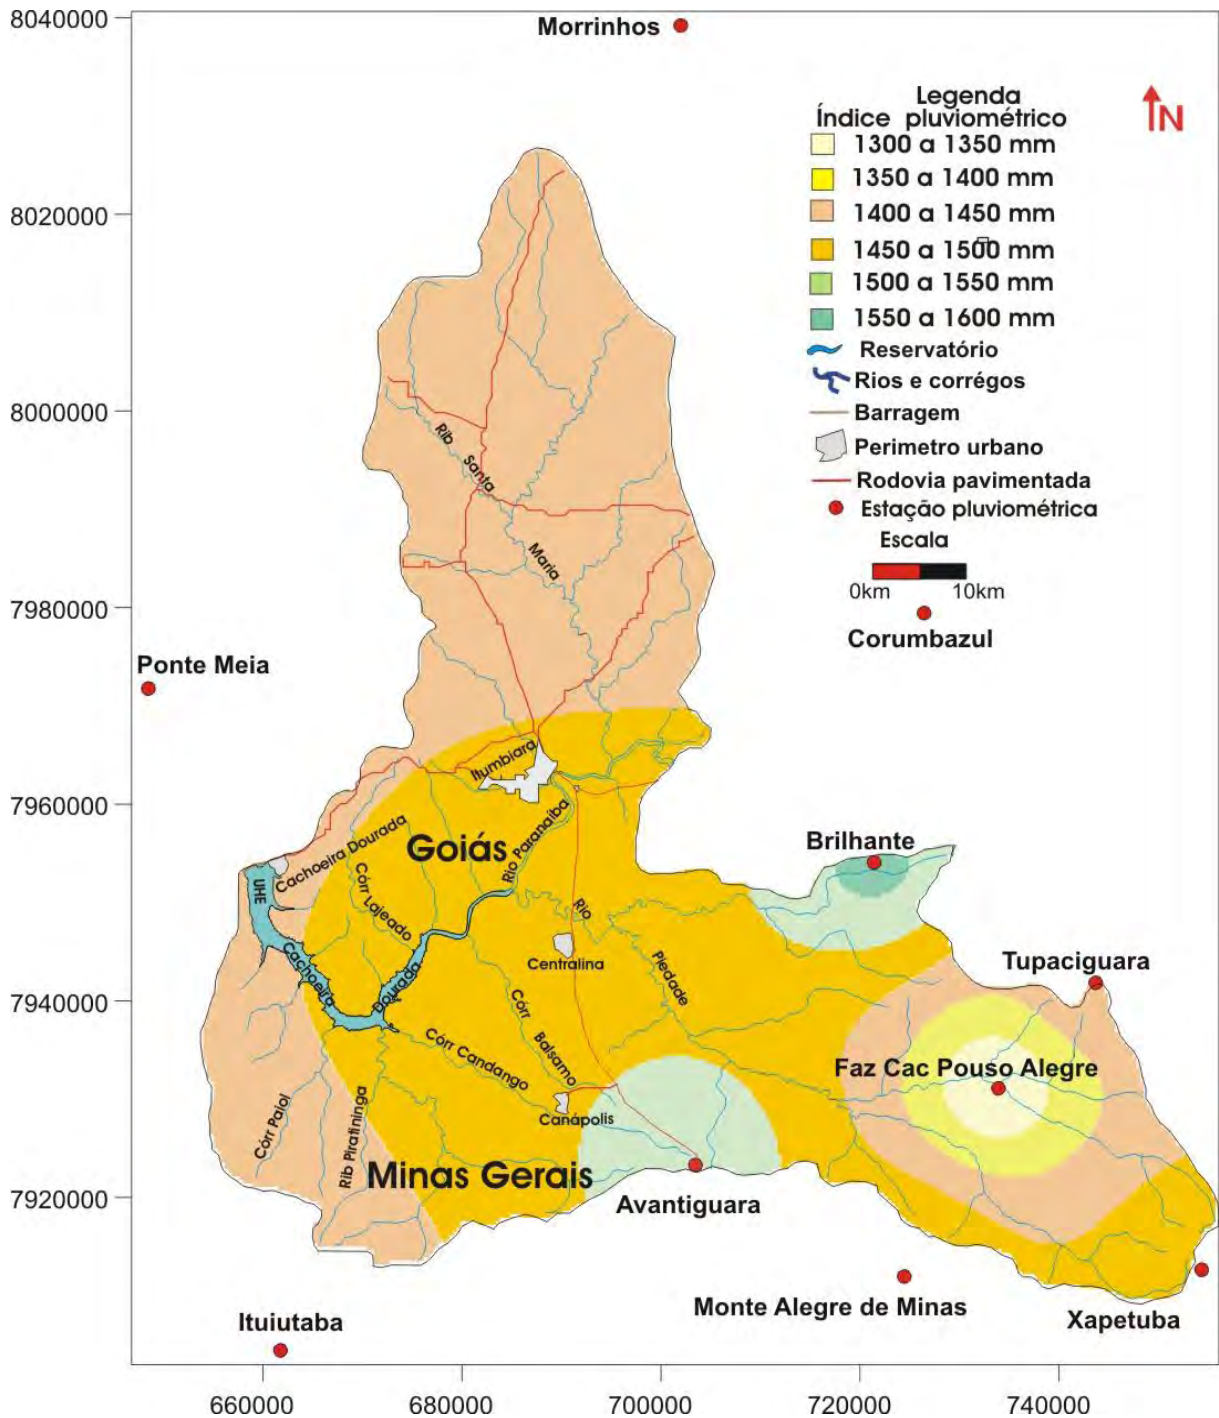 8040000
Morrinhos
Legenda
Índice pluviométrico
N
1300 a 1350 mm
1350 a 1400 mm
8020000
1400 a 1450 mm
1450 a 1500 mm
1500 a 1550 mm
1550 a 1600 mm
Reservatório
Rios e corrégos
8000000
Barragem
Rib Santa Maria
Perimetro urbano
Rodovia pavimentada
Estação pluviométrica
Escala
0km 10km
7980000
Corumbazul
Ponte Meia
Itumbiara
7960000
Cachoeira Dourada
Goiás
Rio Paranaíba
Brilhante
UHE
Córr Lajeado
Rio Piedade
Cachoeira Dourada
Centralina
Tupaciguara
7940000
Córr Balsamo
Córr Candango
Faz Cac Pouso Alegre
Córr Paiol
Rib Piratininga
Canápolis
Minas Gerais
7920000
Avantiguara
Monte Alegre de Minas
Xapetuba
Ituiutaba
660000 680000 700000 720000 740000